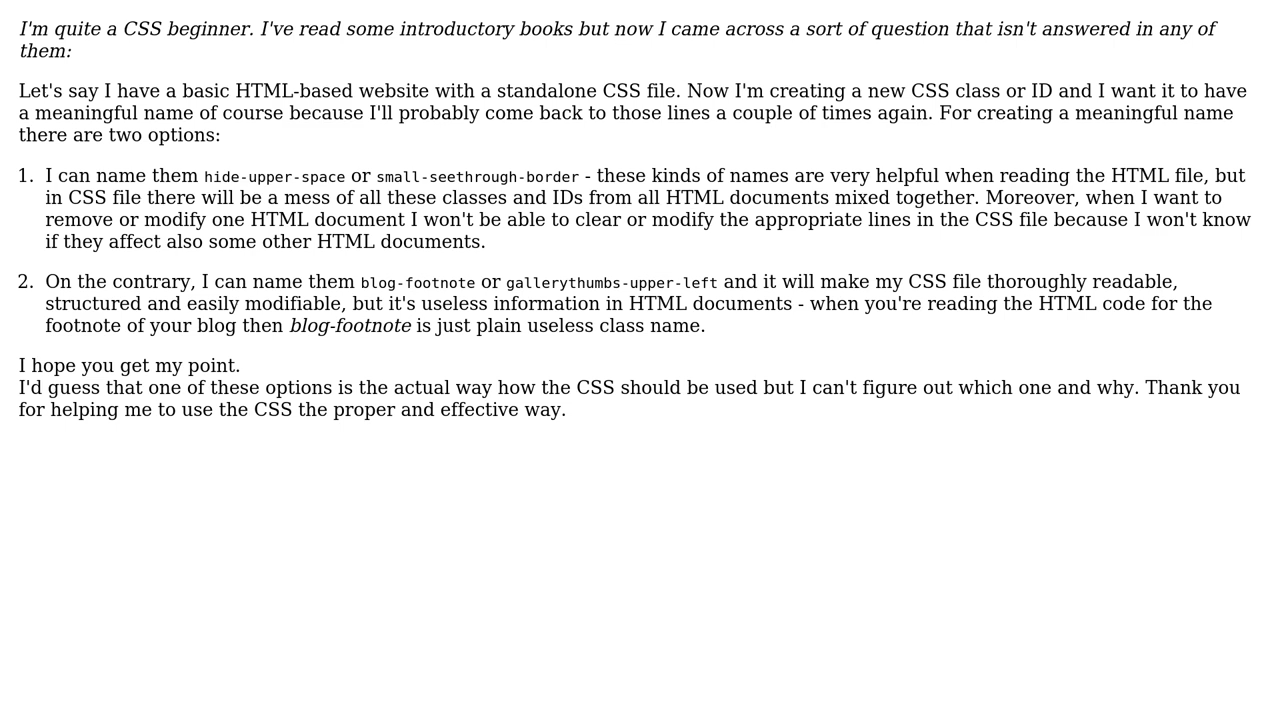 I'm quite a CSS beginner. I've read some introductory books but now I came across a sort of question that isn't answered in any of
them:
Let's say I have a basic HTML-based website with a standalone CSS file. Now I'm creating a new CSS class or ID and I want it to have
a meaningful name of course because I'll probably come back to those lines a couple of times again. For creating a meaningful name
there are two options:
1. I can name them hide-upper-space or small-seethrough-border - these kinds of names are very helpful when reading the HTML file, but
in CSS file there will be a mess of all these classes and IDs from all HTML documents mixed together. Moreover, when I want to
remove or modify one HTML document I won't be able to clear or modify the appropriate lines in the CSS file because I won't know
if they affect also some other HTML documents.
2. On the contrary, I can name them blog-footnote or gallerythumbs-upper-left and it will make my CSS file thoroughly readable,
structured and easily modifiable, but it's useless information in HTML documents - when you're reading the HTML code for the
footnote of your blog then blog-footnote is just plain useless class name.
I hope you get my point.
I'd guess that one of these options is the actual way how the CSS should be used but I can't figure out which one and why. Thank you
for helping me to use the CSS the proper and effective way.